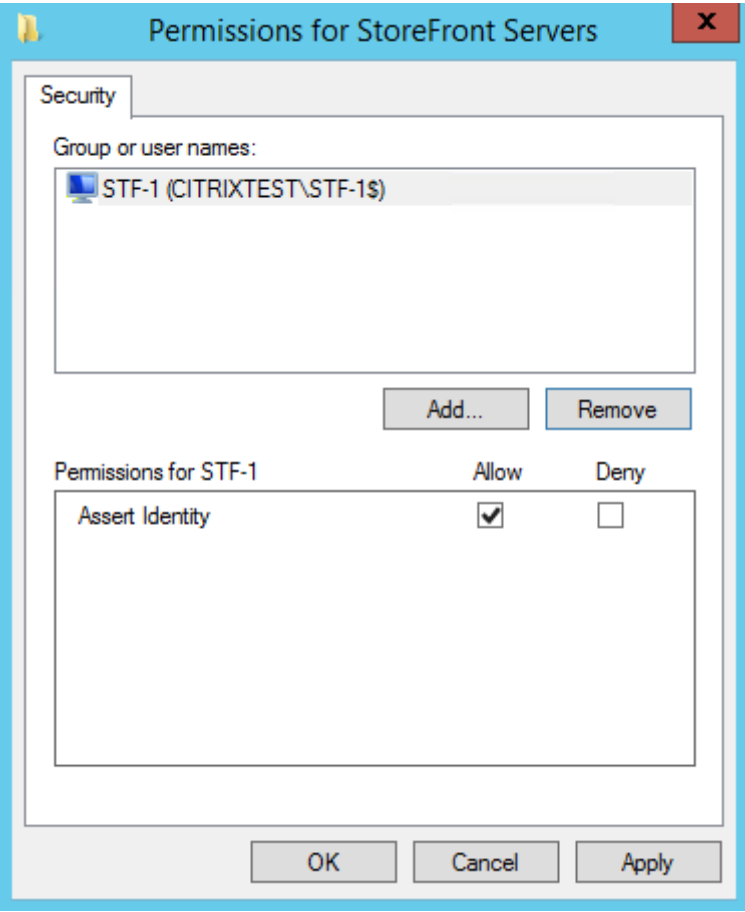 Permissions for StoreFront Servers
x
Security
Group or user names:
STF-1 (CITRIXTEST\STF-1$)
Add... Remove
Permissions for STF-1 Allow Deny
Assert Identity
OK Cancel Apply